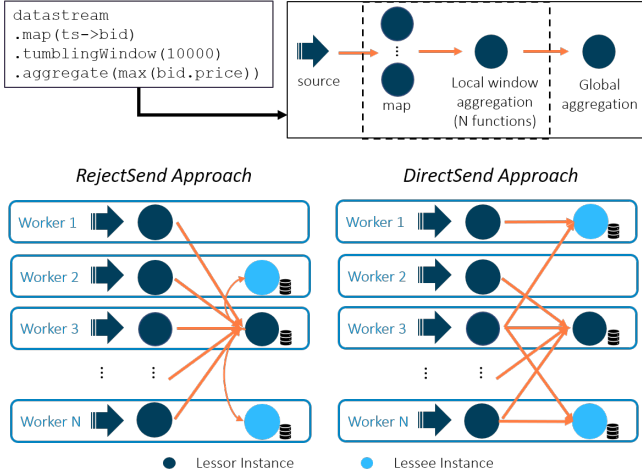 datastream
.map(ts->bid)
.tumblingWindow(10000)
.aggregate(max(bid.price))
source
map
Local window
aggregation
(N functions)
Global
aggregation
RejectSend Approach
Worker 1
Worker 2
Worker 3
Worker N
DirectSend Approach
Worker 1
Worker 2
Worker 3
Worker N
Lessor Instance
Lessee Instance